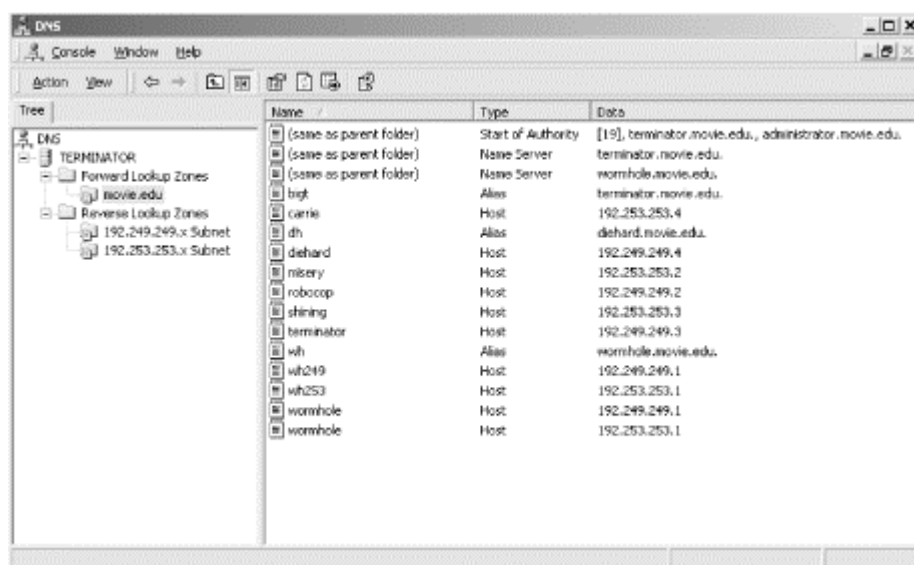 DNS
Console Window Help
Action View
Tree
DNS
TERMINATOR
Forward Lookup Zones
movie.edu
Reverse Lookup Zones
192.249.249.x Subnet
192.253.253.x Subnet
Name Type Data
(same as parent folder) Start of Authority [19], terminator.movie.edu., administrator.movie.edu.
(same as parent folder) Name Server terminator.movie.edu.
(same as parent folder) Name Server wormhole.movie.edu.
bigt Alias terminator.movie.edu.
carrie Host 192.253.253.4
dh Alias diehard.movie.edu.
diehard Host 192.249.249.4
misery Host 192.253.253.2
robocop Host 192.249.249.2
shining Host 192.253.253.3
terminator Host 192.249.249.3
wh Alias wormhole.movie.edu.
wh249 Host 192.249.249.1
wh253 Host 192.253.253.1
wormhole Host 192.249.249.1
wormhole Host 192.253.253.1